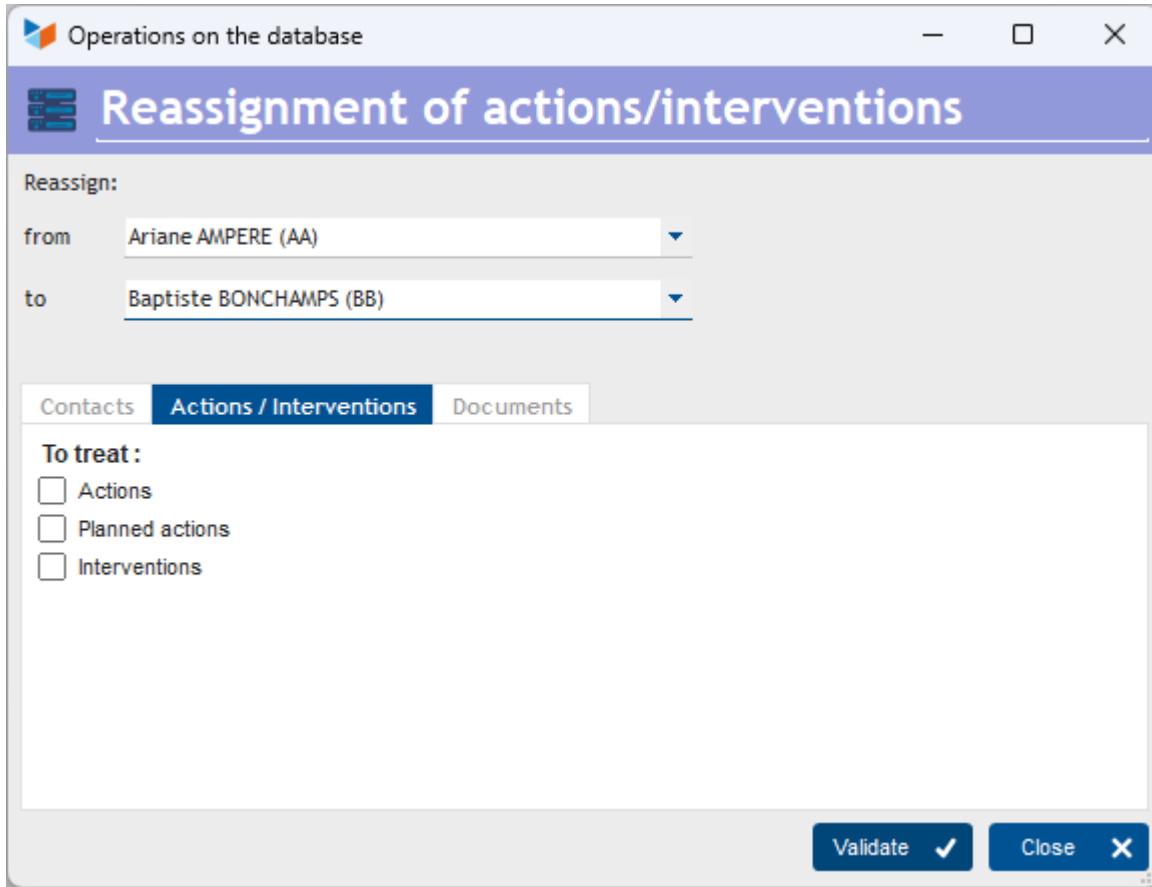 Operations on the database
Reassignment of actions/interventions
Reassign:
from Ariane AMPERE (AA)
to Baptiste BONCHAMPS (BB)
Contacts Actions / Interventions Documents
To treat :
Actions
Planned actions
Interventions
Validate Close